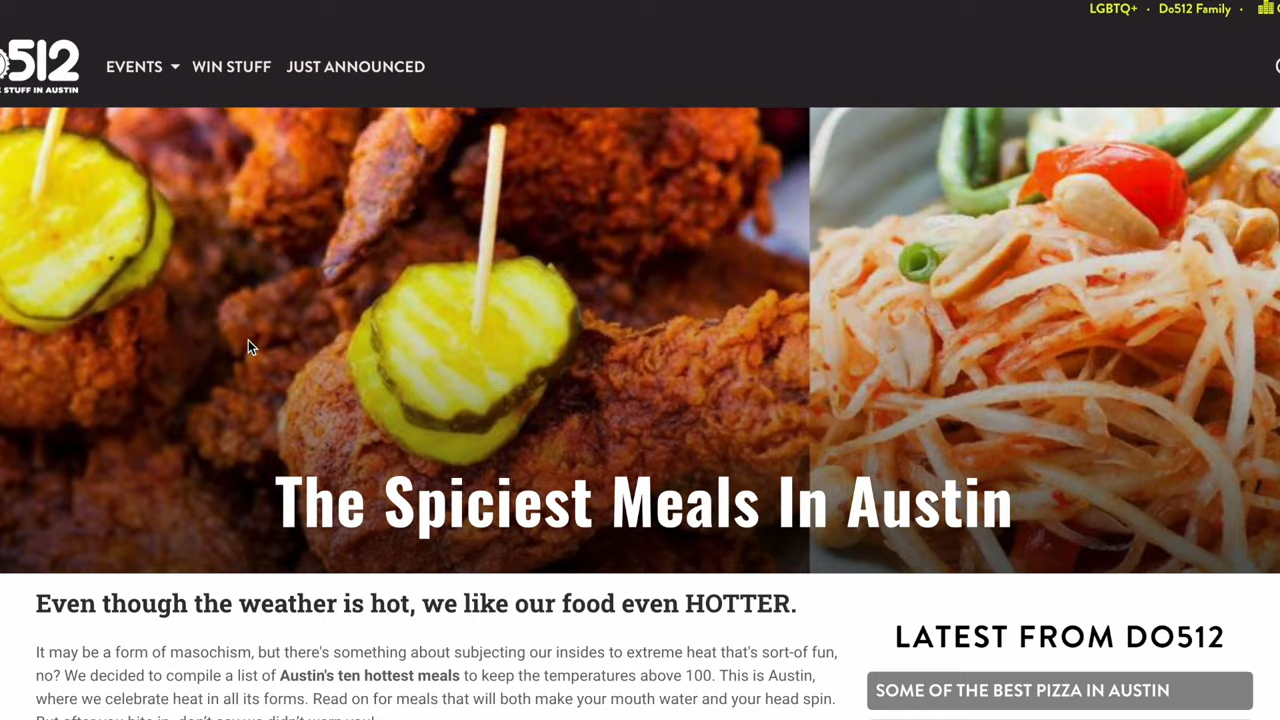 LGBTQ+ · Do512 Family ·
512
STUFF IN AUSTIN
EVENTS WIN STUFF JUST ANNOUNCED
The Spiciest Meals In Austin
Even though the weather is hot, we like our food even HOTTER.
It may be a form of masochism, but there's something about subjecting our insides to extreme heat that's sort-of fun,
no? We decided to compile a list of Austin's ten hottest meals to keep the temperatures above 100. This is Austin,
where we celebrate heat in all its forms. Read on for meals that will both make your mouth water and your head spin.
LATEST FROM DO512
SOME OF THE BEST PIZZA IN AUSTIN